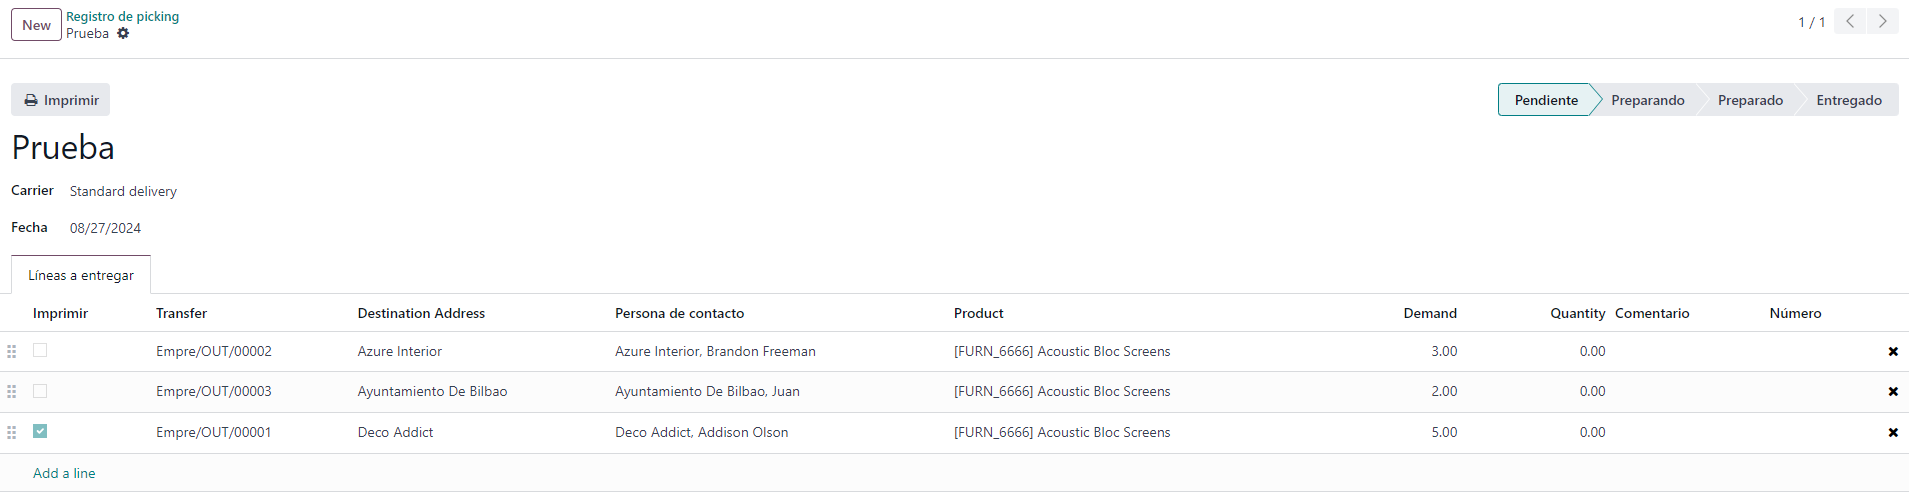 New
Registro de picking
Prueba
1 / 1
Imprimir
Pendiente Preparando Preparado Entregado
Prueba
Carrier Standard delivery
Fecha 08/27/2024
Líneas a entregar
Imprimir Transfer Destination Address Persona de contacto Product Demand Quantity Comentario Número
Empre/OUT/00002 Azure Interior Azure Interior, Brandon Freeman [FURN_6666] Acoustic Bloc Screens 3.00 0.00
Empre/OUT/00003 Ayuntamiento De Bilbao Ayuntamiento De Bilbao, Juan [FURN_6666] Acoustic Bloc Screens 2.00 0.00
Empre/OUT/00001 Deco Addict Deco Addict, Addison Olson [FURN_6666] Acoustic Bloc Screens 5.00 0.00
Add a line